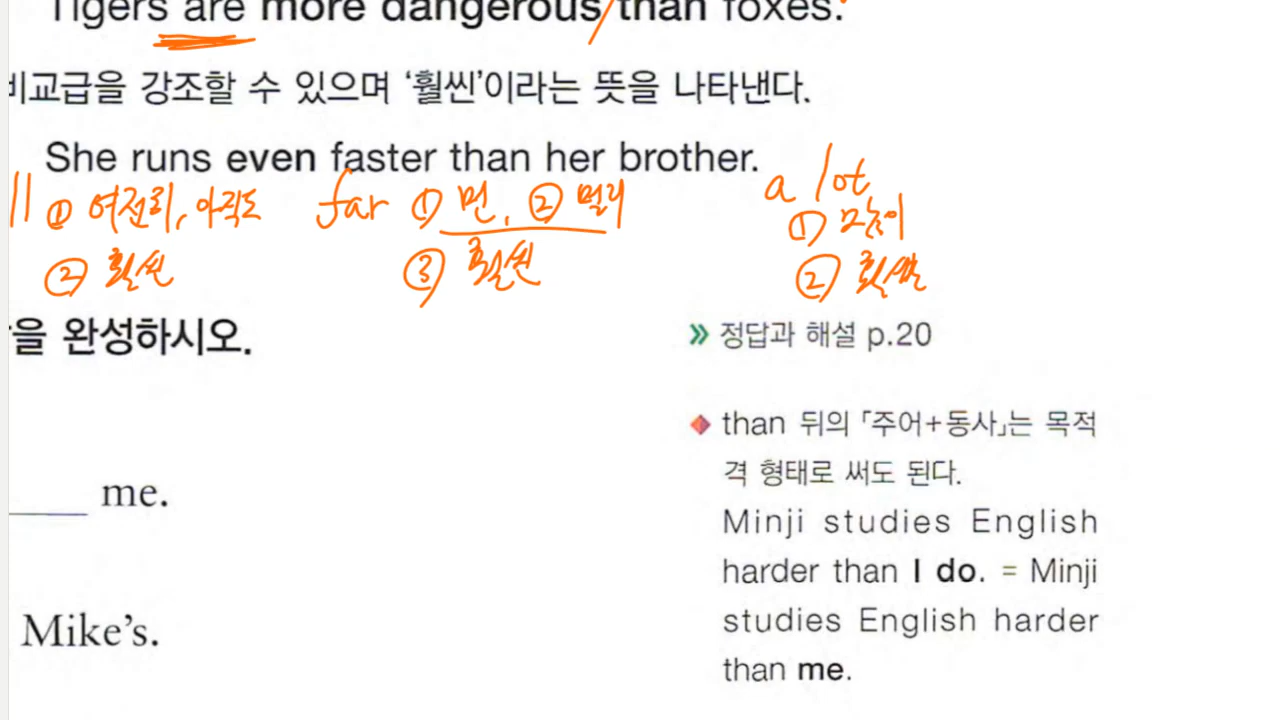 Tigers are more dangerous than foxes.
비교급을 강조할 수 있으며 '훨씬'이라는 뜻을 나타낸다.
She runs even faster than her brother.
ll ① 여전히, 아직도 far ① 먼, ② 멀리 a lot
① 많이
② 훨씬 ③ 훨씬 ② 훨씬
을 완성하시오.
» 정답과 해설 p.20
than 뒤의 「주어+동사」는 목적
격 형태로 써도 된다.
me.
Minji studies English
harder than I do. = Minji
studies English harder
Mike's.
than me.